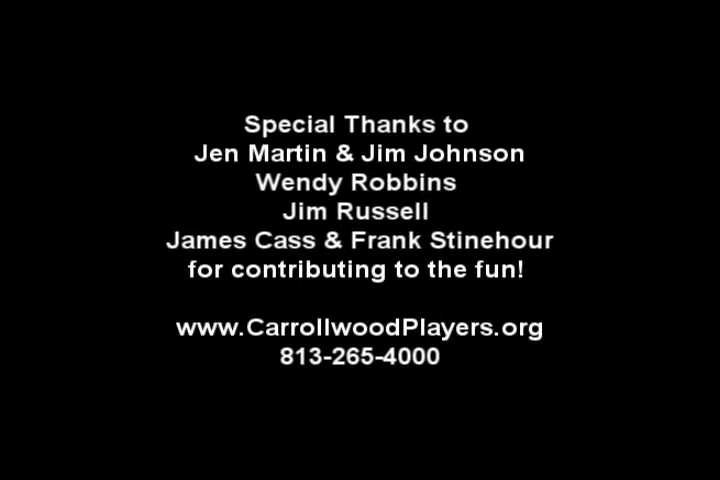 Special Thanks to
Jen Martin & Jim Johnson
Wendy Robbins
Jim Russell
James Cass & Frank Stinehour
for contributing to the fun!
www.CarrollwoodPlayers.org
813-265-4000